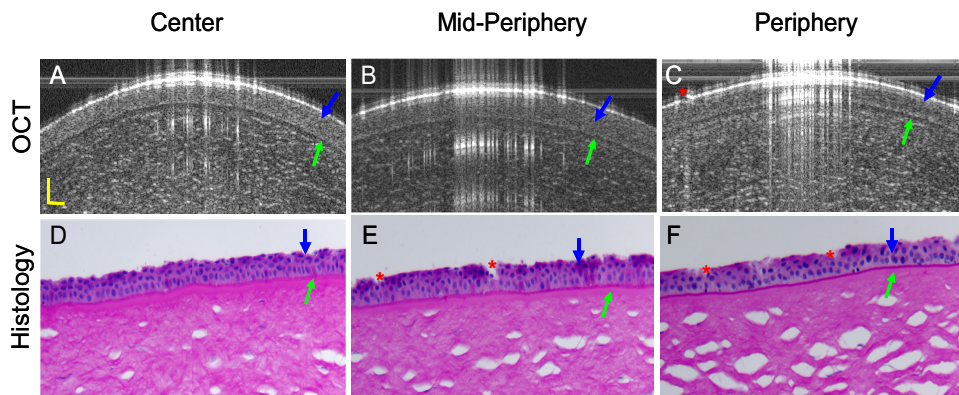 Center Mid-Periphery Periphery
OCT
A B C
*
Histology
D E F
* * * *